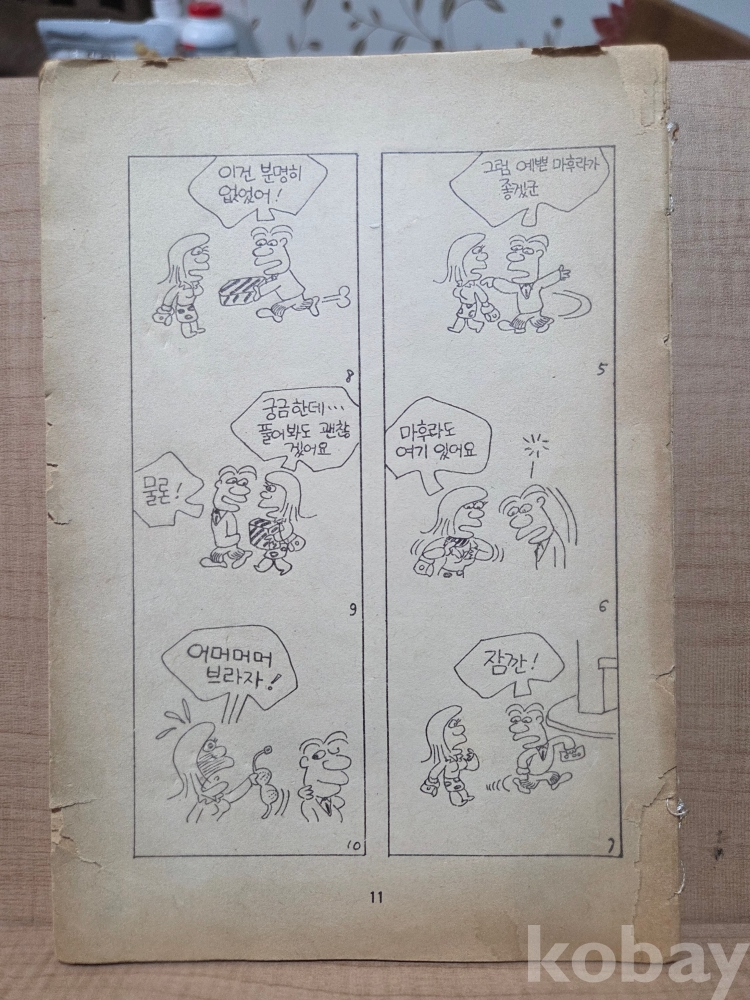 그럼 예쁜 마후라가
좋겠군
5
마후라도
여기 있어요
6
잠깐!
7
이건 분명히
없었어!
8
궁금한데…
풀어봐도 괜찮
겠어요
물론!
9
어머머머
브라자!
10
11
kobay